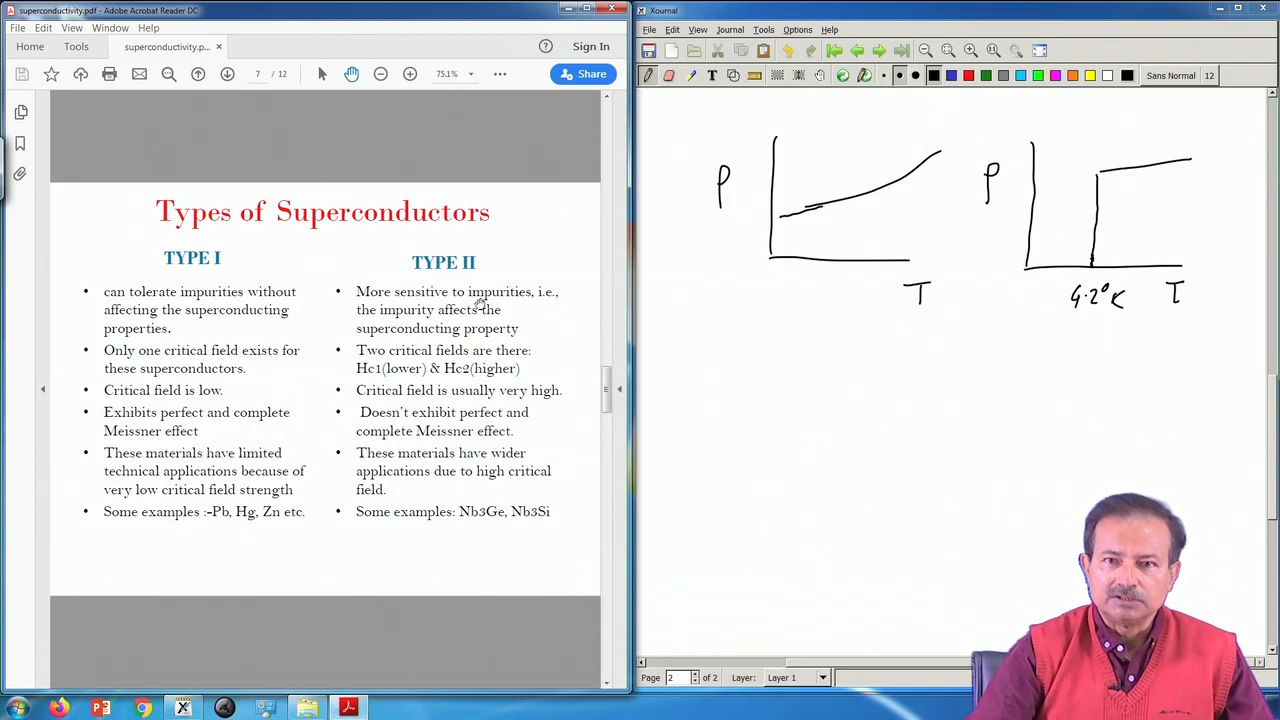 superconductivity.pdf - Adobe Acrobat Reader DC
File Edit View Window Help
Home Tools superconductivity.p... × Sign In
7 / 12 75.1% Share
Types of Superconductors
TYPE I
• can tolerate impurities without
affecting the superconducting
properties.
• Only one critical field exists for
these superconductors.
• Critical field is low.
• Exhibits perfect and complete
Meissner effect
• These materials have limited
technical applications because of
very low critical field strength
• Some examples :-Pb, Hg, Zn etc.
TYPE II
• More sensitive to impurities, i.e.,
the impurity affects the
superconducting property
• Two critical fields are there:
Hc1(lower) & Hc2(higher)
• Critical field is usually very high.
• Doesn't exhibit perfect and
complete Meissner effect.
• These materials have wider
applications due to high critical
field.
• Some examples: Nb3Ge, Nb3Si
Xournal
File Edit View Journal Tools Options Help
Sans Normal 12
ρ
T
ρ
4.2°K T
Page 2 of 2 Layer: Layer 1